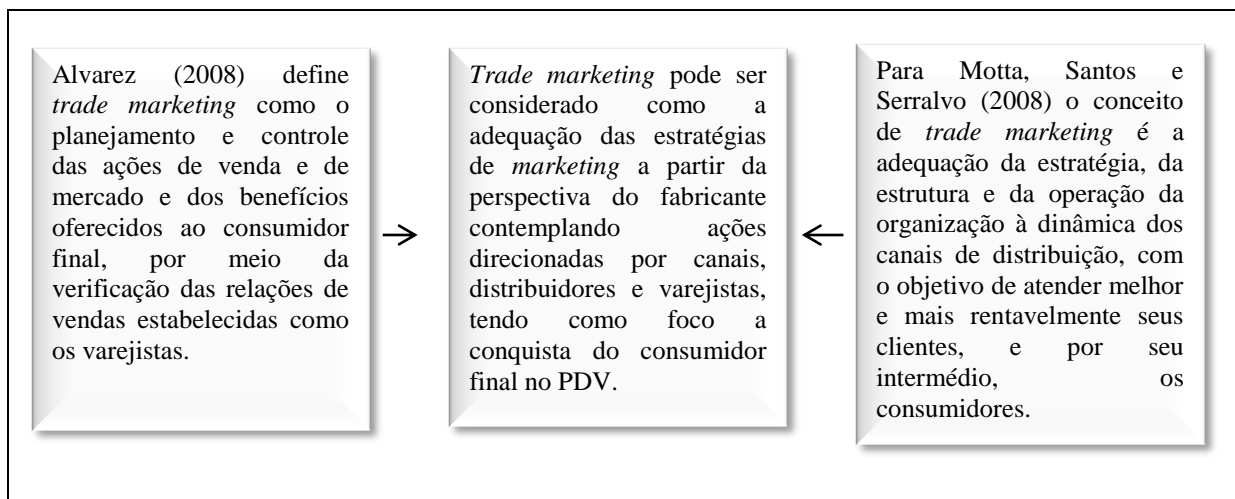 Alvarez (2008) define
trade marketing como o
planejamento e controle
das ações de venda e de
mercado e dos benefícios
oferecidos ao consumidor
final, por meio da
verificação das relações de
vendas estabelecidas como
os varejistas.
Trade marketing pode ser
considerado como a
adequação das estratégias
de marketing a partir da
perspectiva do fabricante
contemplando ações
direcionadas por canais,
distribuidores e varejistas,
tendo como foco a
conquista do consumidor
final no PDV.
Para Motta, Santos e
Serralvo (2008) o conceito
de trade marketing é a
adequação da estratégia, da
estrutura e da operação da
organização à dinâmica dos
canais de distribuição, com
o objetivo de atender melhor
e mais rentavelmente seus
clientes, e por seu
intermédio, os
consumidores.